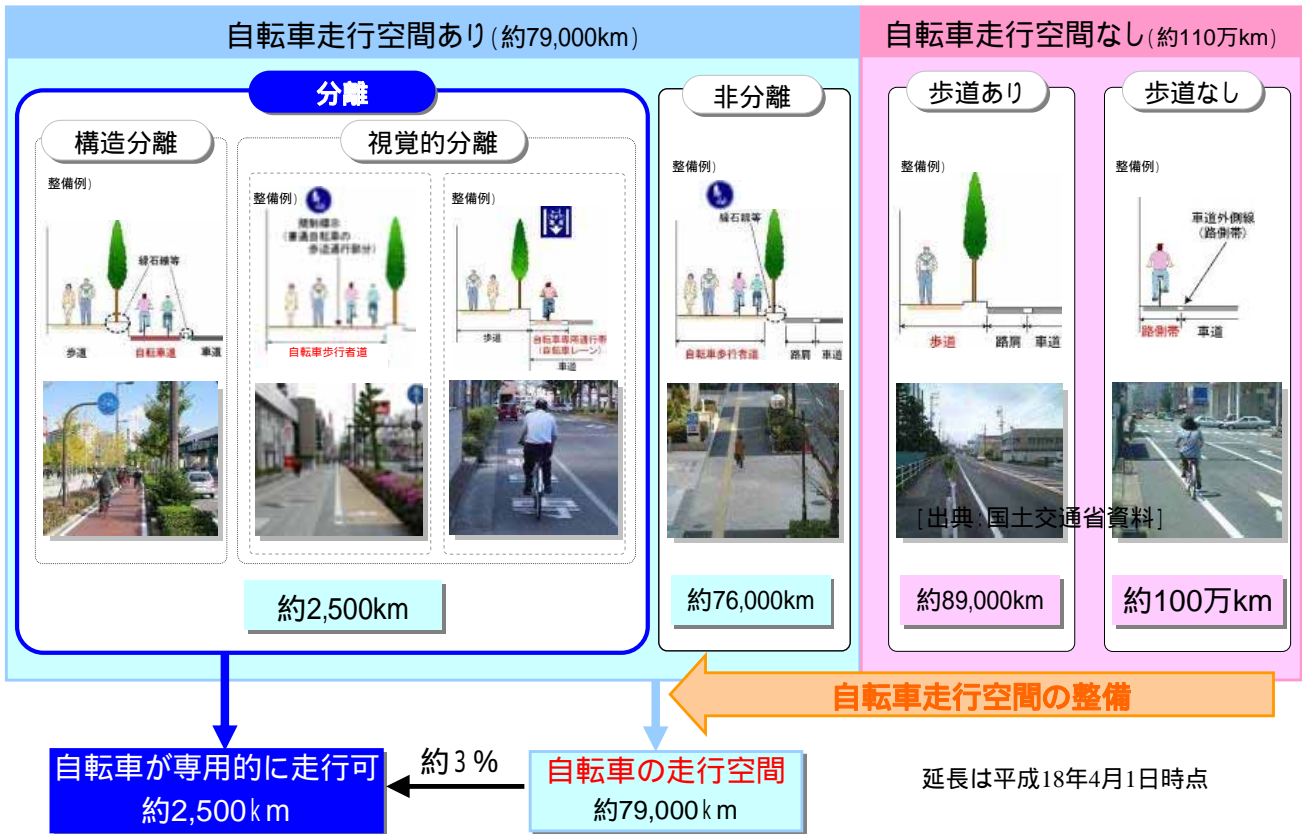 自転車走行空間あり(約79,000km)
自転車走行空間なし(約110万km)
分離
非分離
歩道あり
歩道なし
構造分離
視覚的分離
整備例)
縁石線等
歩道
自転車道
車道
整備例)
規制標示
(普通自転車の
歩道通行部分)
自転車歩行者道
整備例)
歩道
自転車専用通行帯
(自転車レーン)
車道
整備例)
縁石線等
自転車歩行者道
路肩
車道
整備例)
歩道
路肩
車道
整備例)
車道外側線
(路側帯)
路側帯
車道
[出典:国土交通省資料]
約2,500km
約76,000km
約89,000km
約100万km
自転車走行空間の整備
自転車が専用的に走行可
約2,500km
約3%
自転車の走行空間
約79,000km
延長は平成18年4月1日時点